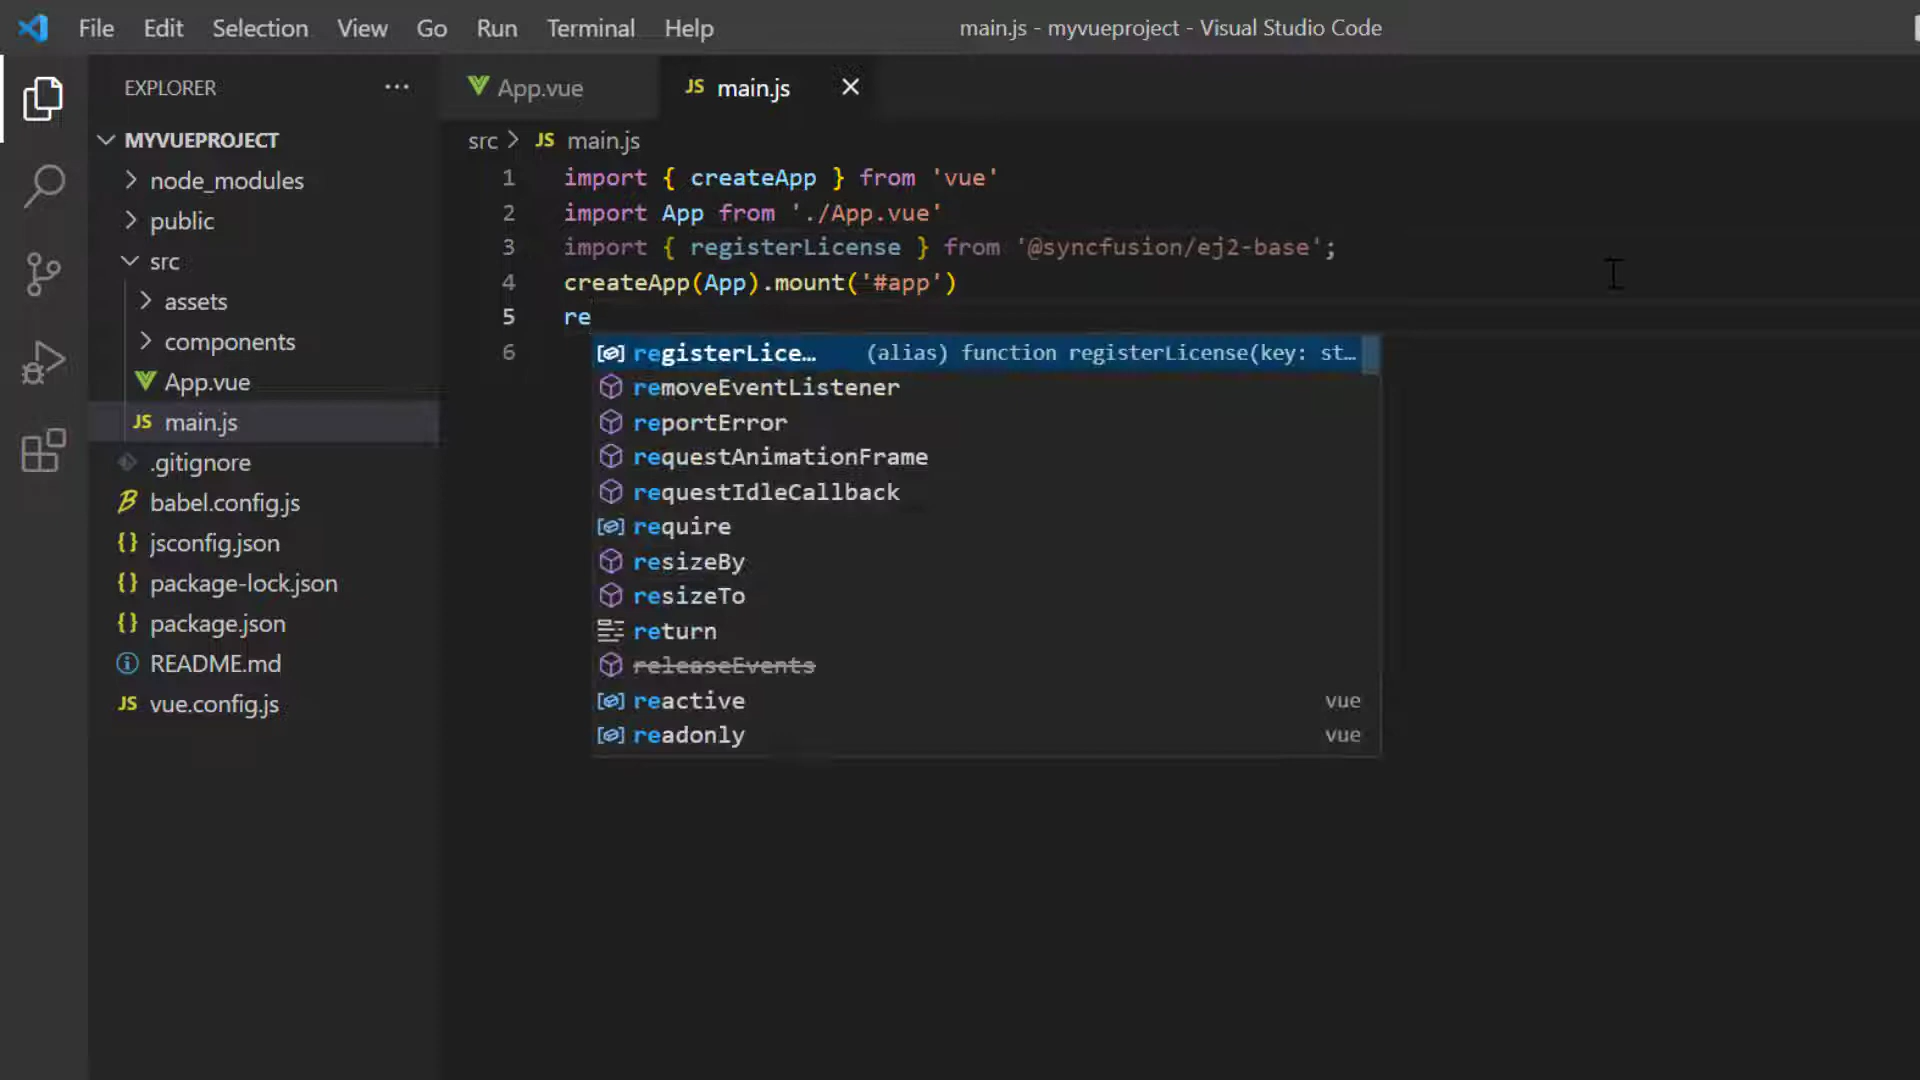 File Edit Selection View Go Run Terminal Help main.js - myvueproject - Visual Studio Code
EXPLORER ···
MYVUEPROJECT
node_modules
public
src
assets
components
App.vue
JS main.js
.gitignore
babel.config.js
{} jsconfig.json
{} package-lock.json
{} package.json
README.md
JS vue.config.js
App.vue JS main.js
src > JS main.js
1 import { createApp } from 'vue'
2 import App from './App.vue'
3 import { registerLicense } from '@syncfusion/ej2-base';
4 createApp(App).mount('#app')
5 re
6
registerLice… (alias) function registerLicense(key: st…
removeEventListener
reportError
requestAnimationFrame
requestIdleCallback
require
resizeBy
resizeTo
return
releaseEvents
reactive vue
readonly vue